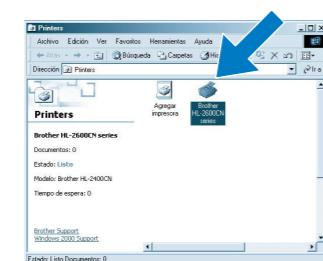 Printers
Archivo Edición Ver Favoritos Herramientas Ayuda
Búsqueda Carpetas
Dirección Printers
Ir a
Printers
Agregar impresora
Brother HL-2600CN series
Brother HL-2600CN series
Documentos: 0
Estado: Listo
Modelo: Brother HL-2400CN
Tiempo de espera: 0
Brother Support
Windows 2000 Support
Estado: Listo Documentos: 0